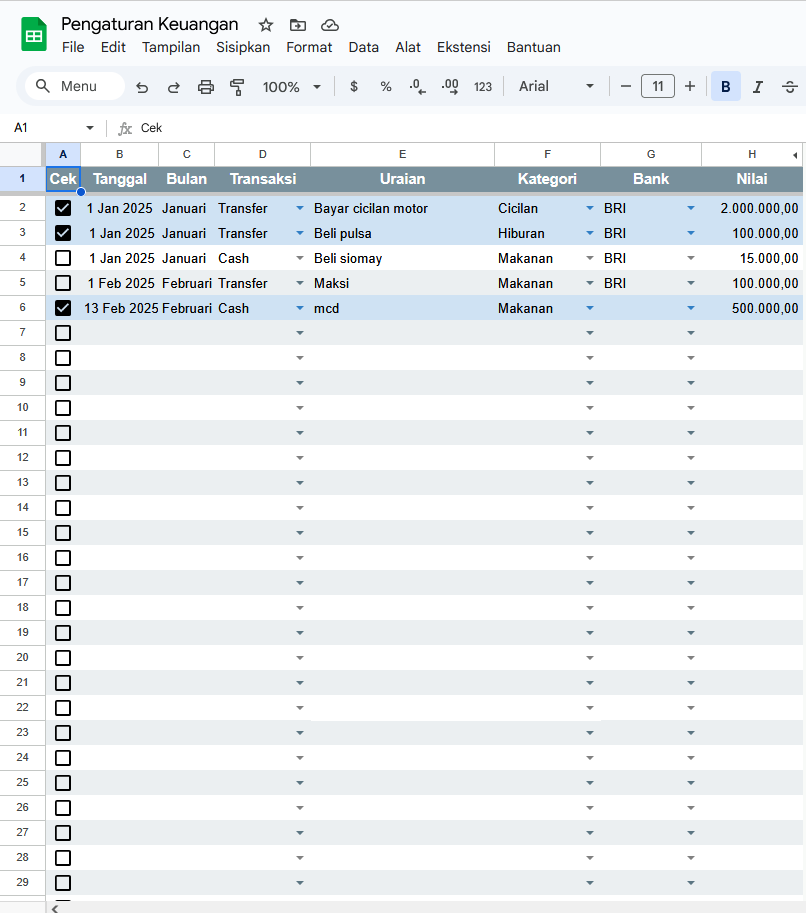 Pengaturan Keuangan
File Edit Tampilan Sisipkan Format Data Alat Ekstensi Bantuan
Menu 100% $ % .0 .00 123 Arial 11 B I S
A1 fx Cek
A B C D E F G H
1 Cek Tanggal Bulan Transaksi Uraian Kategori Bank Nilai
2 1 Jan 2025 Januari Transfer Bayar cicilan motor Cicilan BRI 2.000.000,00
3 1 Jan 2025 Januari Transfer Beli pulsa Hiburan BRI 100.000,00
4 1 Jan 2025 Januari Cash Beli siomay Makanan BRI 15.000,00
5 1 Feb 2025 Februari Transfer Maksi Makanan BRI 100.000,00
6 13 Feb 2025 Februari Cash mcd Makanan 500.000,00
7
8
9
10
11
12
13
14
15
16
17
18
19
20
21
22
23
24
25
26
27
28
29